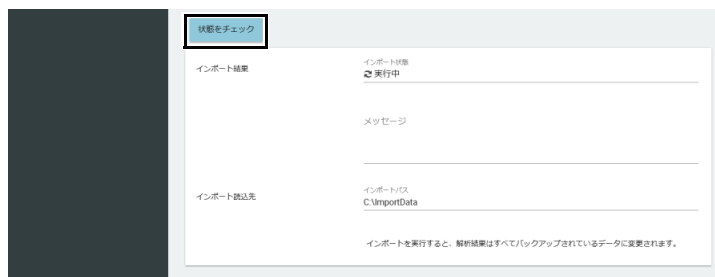 状態をチェック
インポート結果
インポート状態
実行中
メッセージ
インポート読込先
インポートパス
C:\ImportData
インポートを実行すると、解析結果はすべてバックアップされているデータに変更されます。